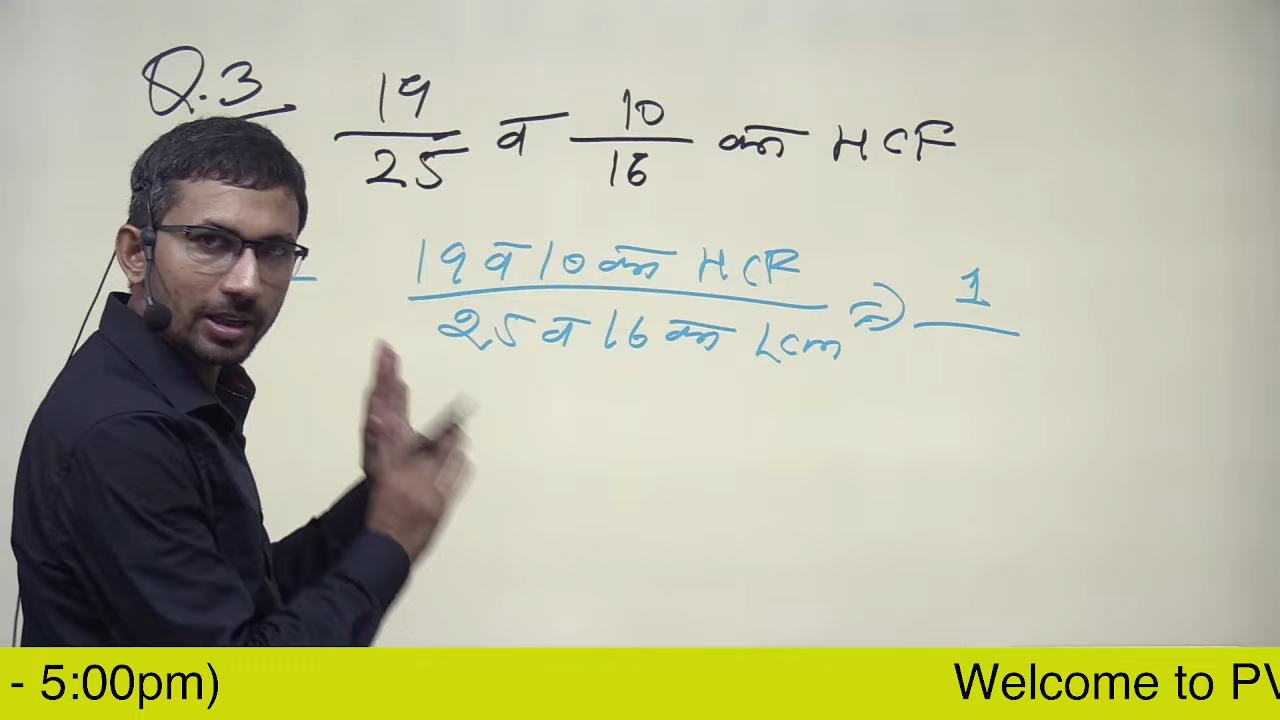 Q.3 19/25 व 10/16 का HCF
19 व 10 का HCF / 25 व 16 का Lcm ⇒ 1
- 5:00pm) Welcome to PV